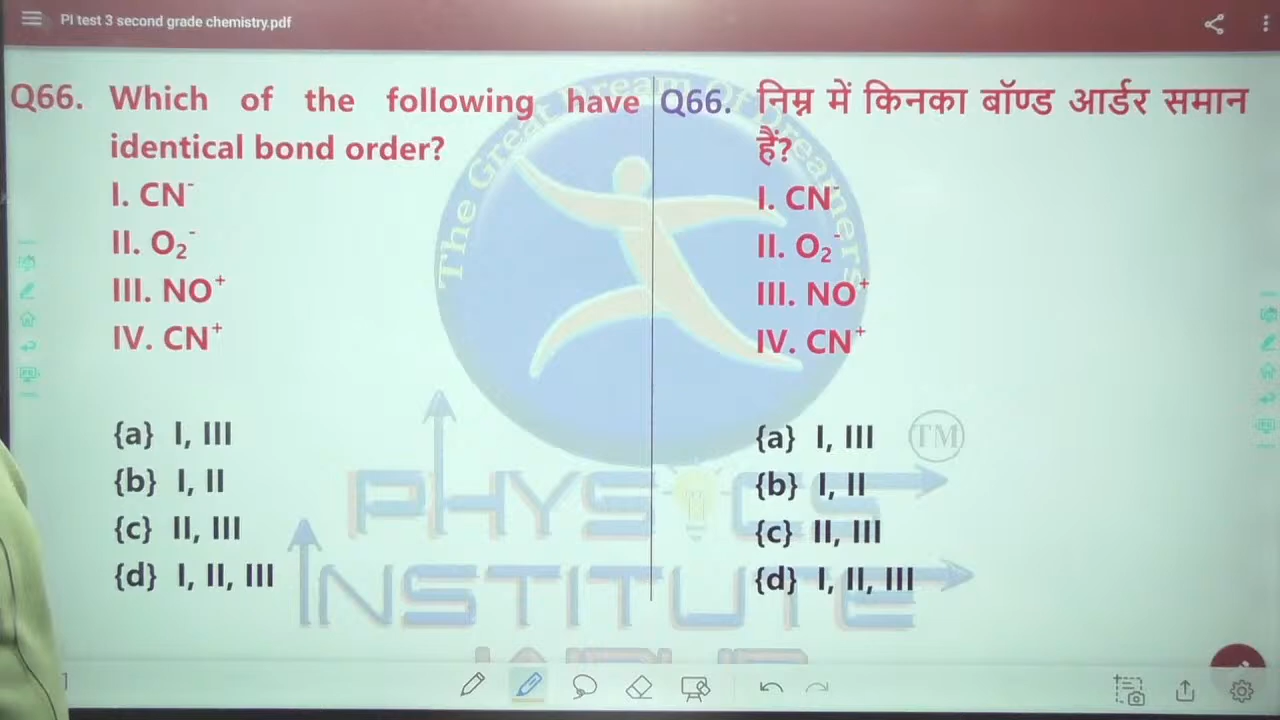 PI test 3 second grade chemistry.pdf
Q66. Which of the following have
identical bond order?
I. CN⁻
II. O₂⁻
III. NO⁺
IV. CN⁺
{a} I, III
{b} I, II
{c} II, III
{d} I, II, III
Q66. निम्न में किनका बॉण्ड आर्डर समान
हैं?
I. CN⁻
II. O₂⁻
III. NO⁺
IV. CN⁺
{a} I, III
{b} I, II
{c} II, III
{d} I, II, III
The Great Dream Of Dreamers
TM
PHYSICS
INSTITUTE
1